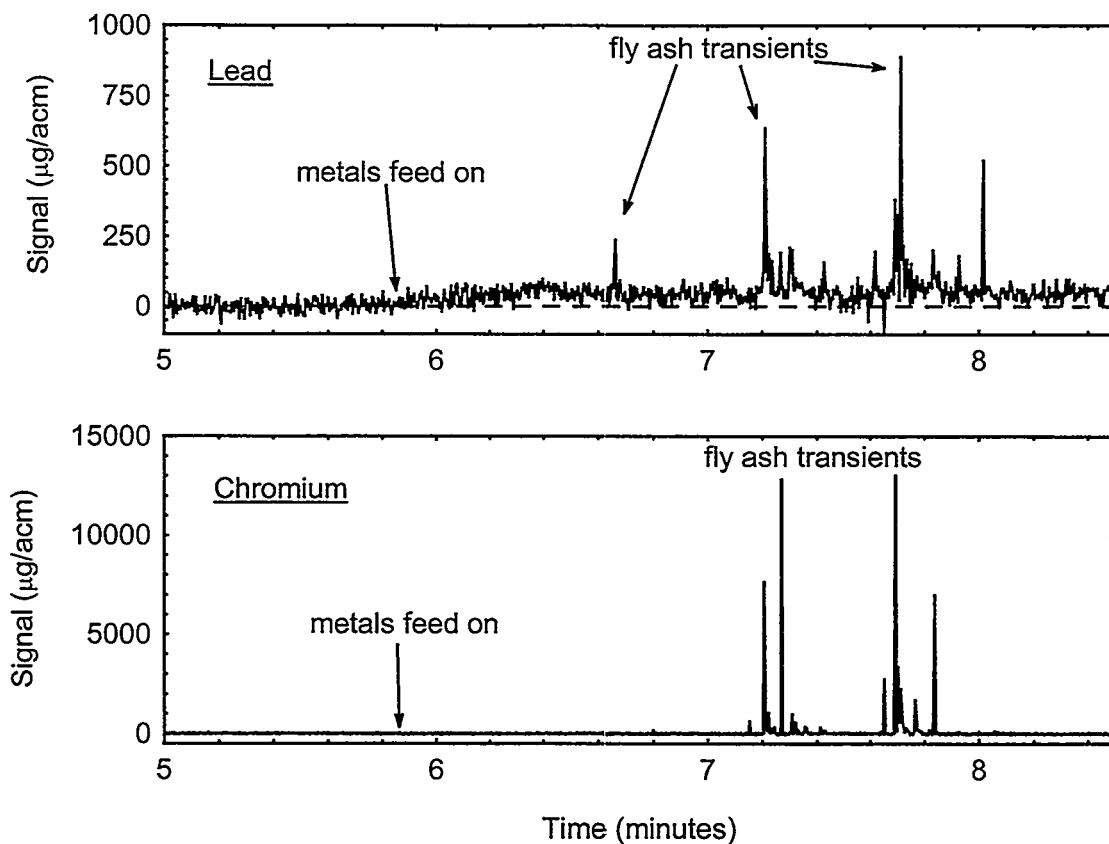 1000
750
500
250
0
Signal (μg/acm)
Lead
fly ash transients
metals feed on
5
6
7
8
15000
10000
5000
0
Signal (μg/acm)
Chromium
fly ash transients
metals feed on
5
6
7
8
Time (minutes)